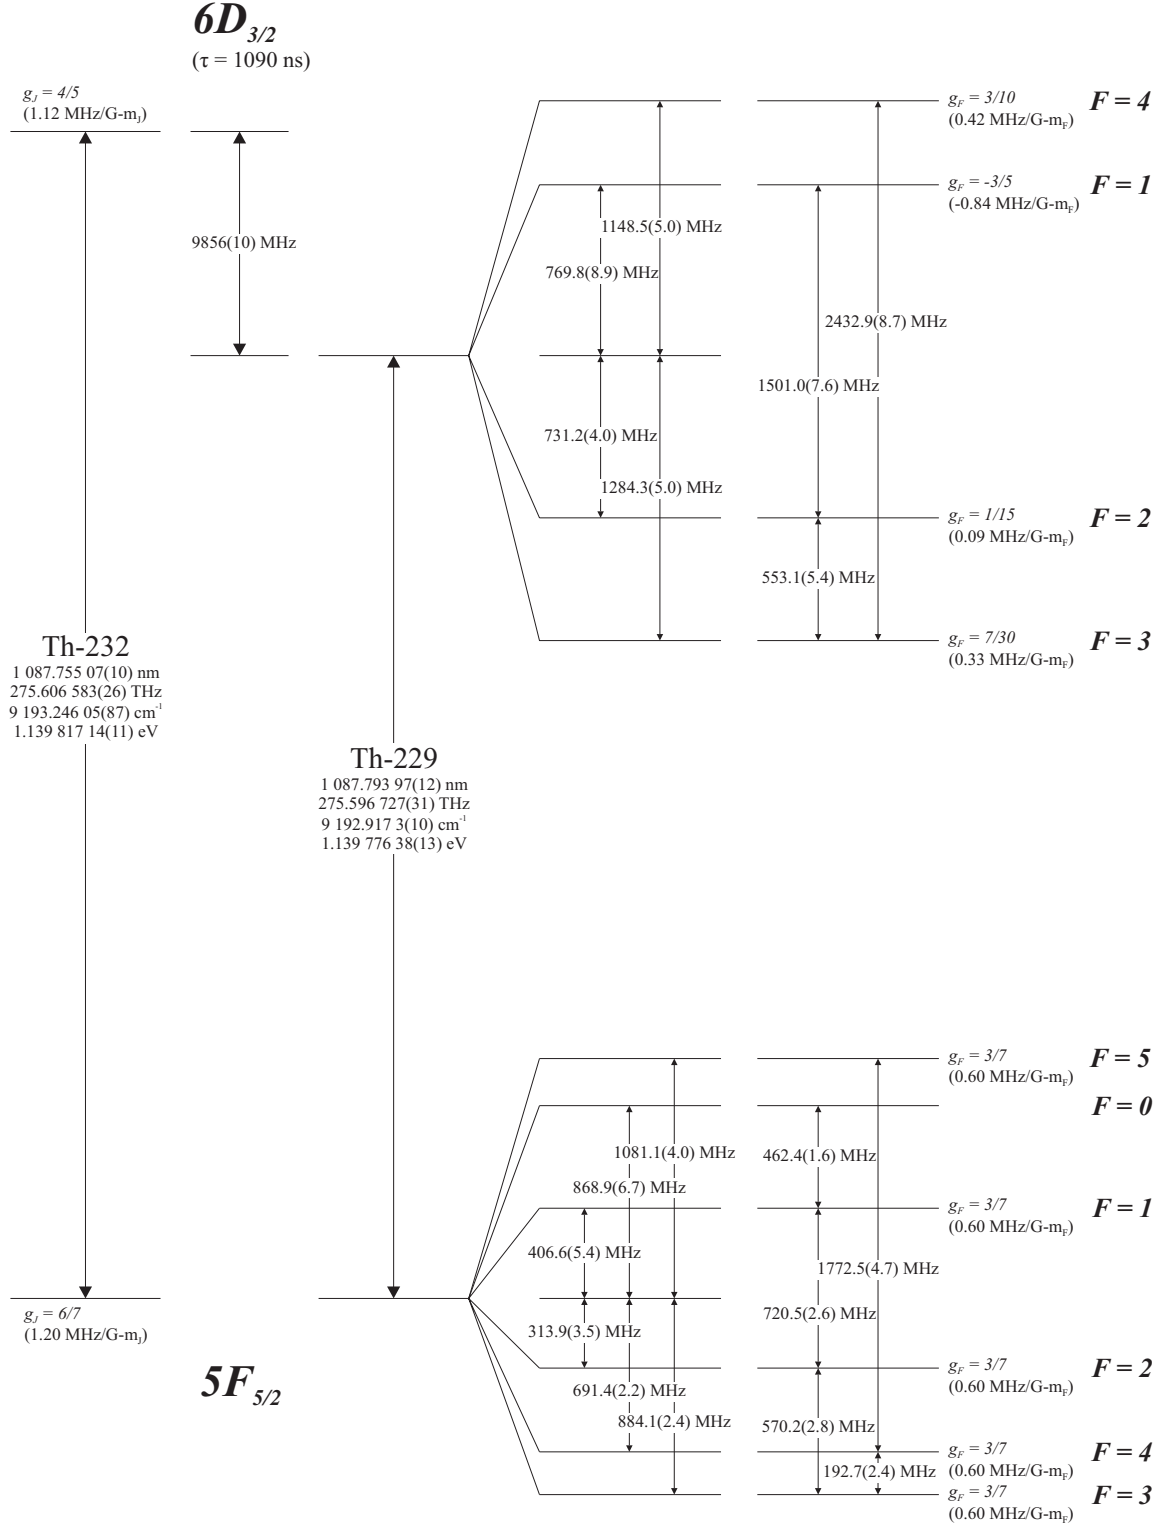 6D3/2
(τ = 1090 ns)
gJ = 4/5
(1.12 MHz/G-mJ)
9856(10) MHz
Th-232
1 087.755 07(10) nm
275.606 583(26) THz
9 193.246 05(87) cm-1
1.139 817 14(11) eV
Th-229
1 087.793 97(12) nm
275.596 727(31) THz
9 192.917 3(10) cm-1
1.139 776 38(13) eV
gJ = 6/7
(1.20 MHz/G-mJ)
5F5/2
1148.5(5.0) MHz
769.8(8.9) MHz
731.2(4.0) MHz
1284.3(5.0) MHz
2432.9(8.7) MHz
1501.0(7.6) MHz
553.1(5.4) MHz
gF = 3/10
(0.42 MHz/G-mF)
F = 4
gF = -3/5
(-0.84 MHz/G-mF)
F = 1
gF = 1/15
(0.09 MHz/G-mF)
F = 2
gF = 7/30
(0.33 MHz/G-mF)
F = 3
1081.1(4.0) MHz
868.9(6.7) MHz
406.6(5.4) MHz
313.9(3.5) MHz
691.4(2.2) MHz
884.1(2.4) MHz
462.4(1.6) MHz
1772.5(4.7) MHz
720.5(2.6) MHz
570.2(2.8) MHz
192.7(2.4) MHz
gF = 3/7
(0.60 MHz/G-mF)
F = 5
F = 0
gF = 3/7
(0.60 MHz/G-mF)
F = 1
gF = 3/7
(0.60 MHz/G-mF)
F = 2
gF = 3/7
(0.60 MHz/G-mF)
F = 4
gF = 3/7
(0.60 MHz/G-mF)
F = 3